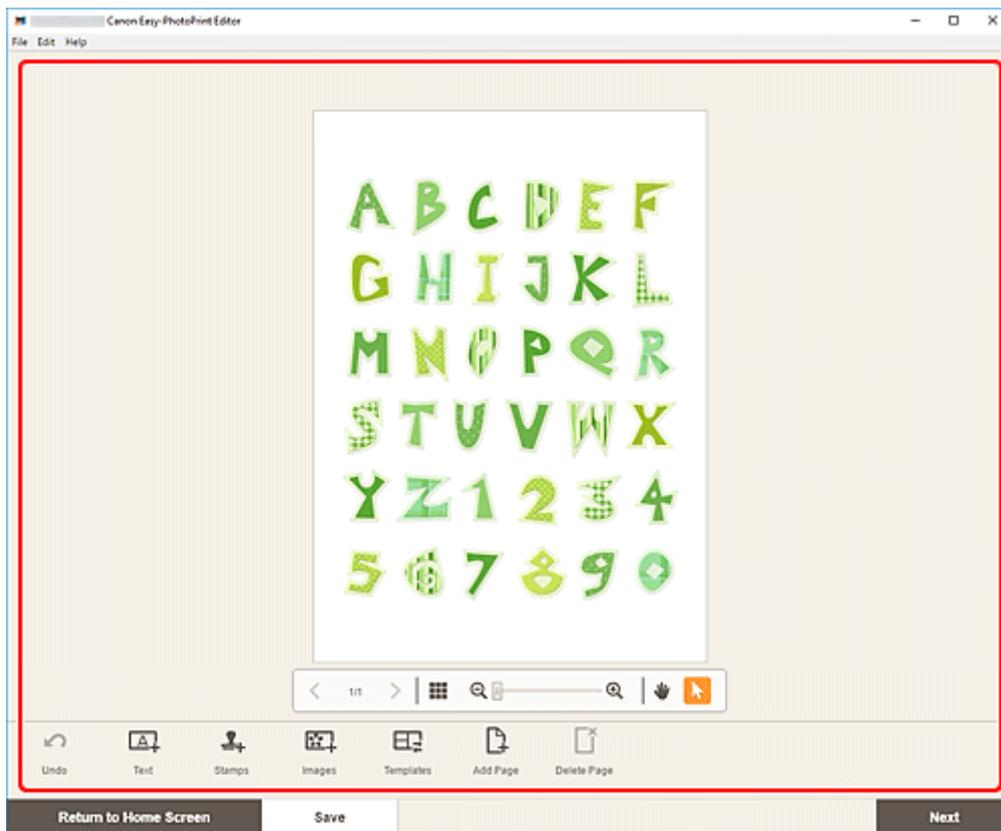 Canon Easy-PhotoPrint Editor
File Edit Help
A B C D E F
G H I J K L
M N O P Q R
S T U V W X
Y Z 1 2 3 4
5 6 7 8 9 0
1/1
Undo Text Stamps Images Templates Add Page Delete Page
Return to Home Screen Save Next